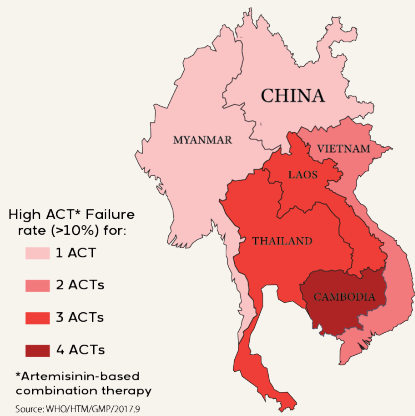 CHINA
MYANMAR
VIETNAM
LAOS
THAILAND
CAMBODIA
High ACT* Failure
rate (>10%) for:
1 ACT
2 ACTs
3 ACTs
4 ACTs
*Artemisinin-based
combination therapy
Source: WHO/HTM/GMP/2017.9